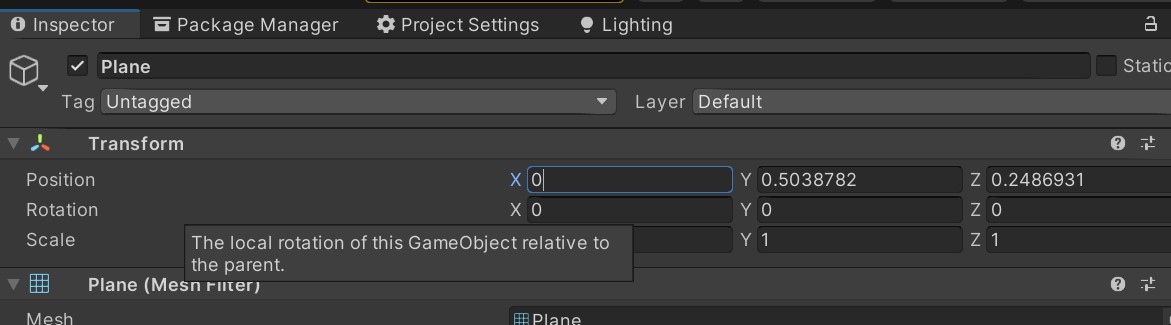 Inspector Package Manager Project Settings Lighting
Plane Static
Tag Untagged Layer Default
Transform
Position X 0 Y 0.5038782 Z 0.2486931
Rotation X 0 Y 0 Z 0
Scale Y 1 Z 1
The local rotation of this GameObject relative to
the parent.
Plane (Mesh Filter)
Mesh Plane